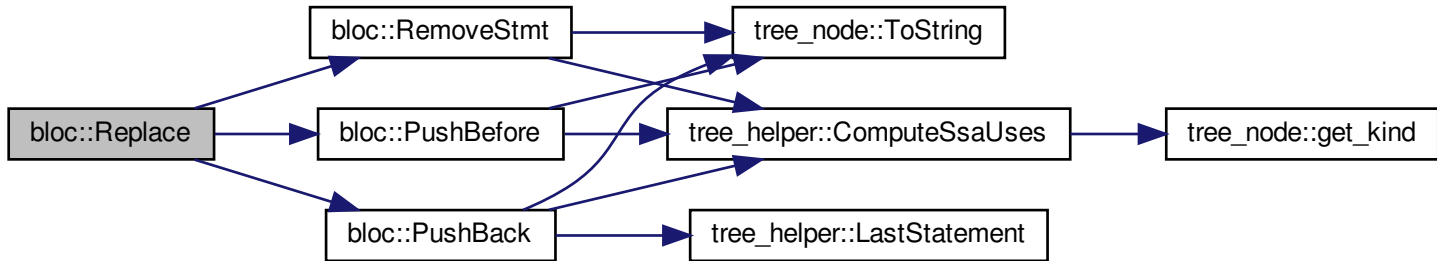 bloc::RemoveStmt
tree_node::ToString
bloc::Replace
bloc::PushBefore
tree_helper::ComputeSsaUses
tree_node::get_kind
bloc::PushBack
tree_helper::LastStatement